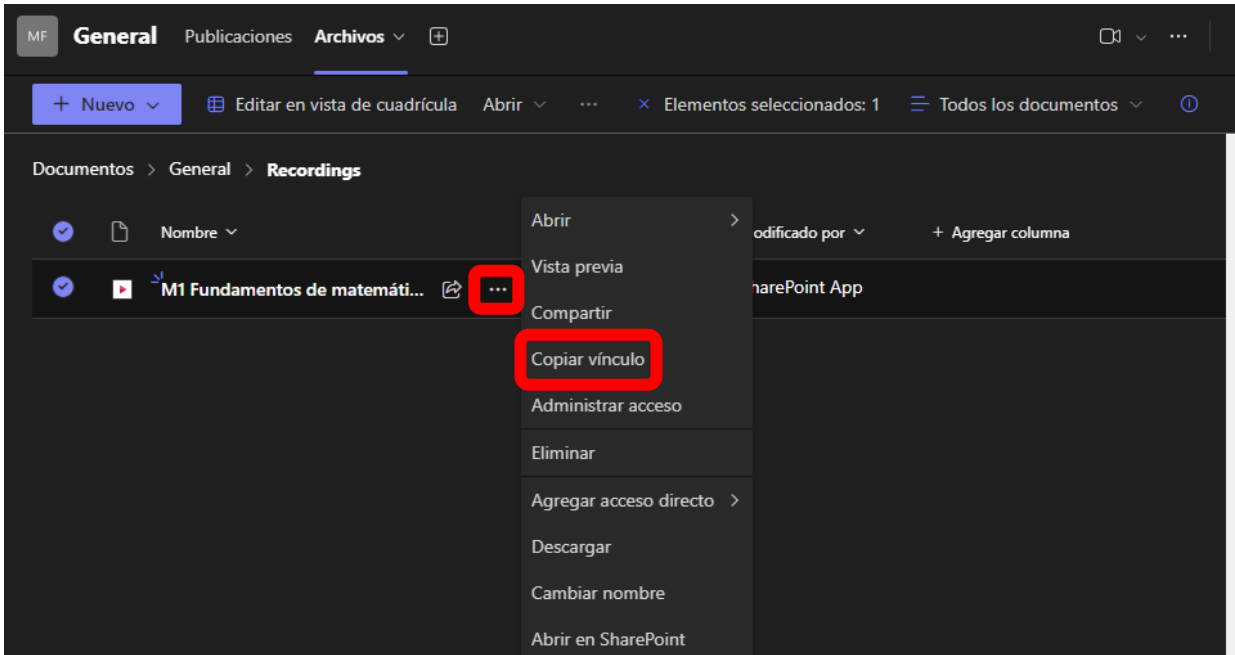 MF General Publicaciones Archivos
+ Nuevo Editar en vista de cuadrícula Abrir ... × Elementos seleccionados: 1 Todos los documentos
Documentos > General > Recordings
Nombre
odificado por
+ Agregar columna
M1 Fundamentos de matemáti... ...
harePoint App
Abrir
Vista previa
Compartir
Copiar vínculo
Administrar acceso
Eliminar
Agregar acceso directo
Descargar
Cambiar nombre
Abrir en SharePoint